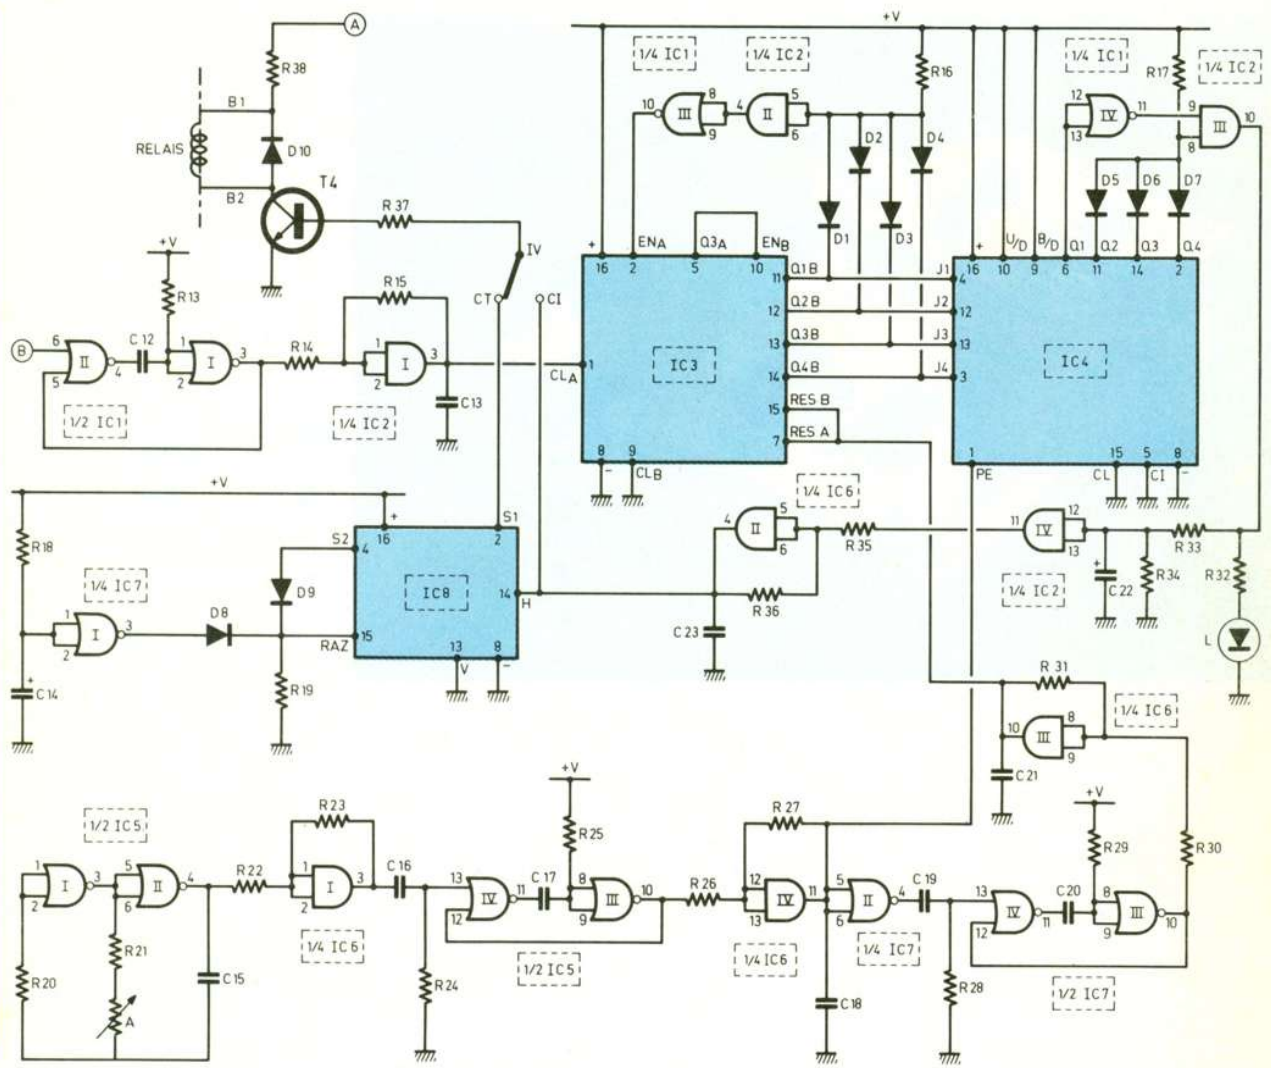 A
+V
R38
1/4 IC1
1/4 IC2
R16
1/4 IC1
R17
1/4 IC2
B1
RELAIS
D10
B2
T4
R 37
10 III 8 9
4 II 5 6
D2
D4
12 13 IV 11
9 8 III 10
D1
D3
D5
D6
D7
IV
CT
CI
+V
R13
R15
+ ENA Q3A ENB
16 2 5 10
+ U/D B/D Q1 Q2 Q3 Q4
16 10 9 6 11 14 2
11 Q1B J1 4
12 Q2B J2 12
13 Q3B J3 13
14 Q4B J4 3
15 RES B
7 RES A
IC3
IC4
B
6 5 II 4
C12
1 2 I 3
R14
1 2 I 3
1 CLA
C13
1/2 IC1
1/4 IC2
8 9
- CLB
1 15 5 8
PE CL CI -
1/4 IC6
+V
R18
S2 4
+ 16
S1 2
4 II 5 6
R35
11 IV 12 13
R33
1/4 IC7
D9
IC8
14 H
R36
1/4 IC2
C22
R34
R32
1 2 I 3
D8
RAZ 15
13 V
8 -
C23
L
C14
R19
R 31
1/4 IC6
10 III 8 9
C21
+V
1/2 IC5
R23
+V
R25
R 27
R29
R30
1 2 I 3
5 6 II 4
R22
1 2 I 3
C16
13 12 IV 11
C17
8 9 III 10
R26
12 13 IV 11
5 6 II 4
C19
13 12 IV 11
C20
8 9 III 10
1/4 IC6
1/2 IC5
1/4 IC6
1/4 IC7
1/2 IC7
R20
R21
C15
R24
C18
R28
A